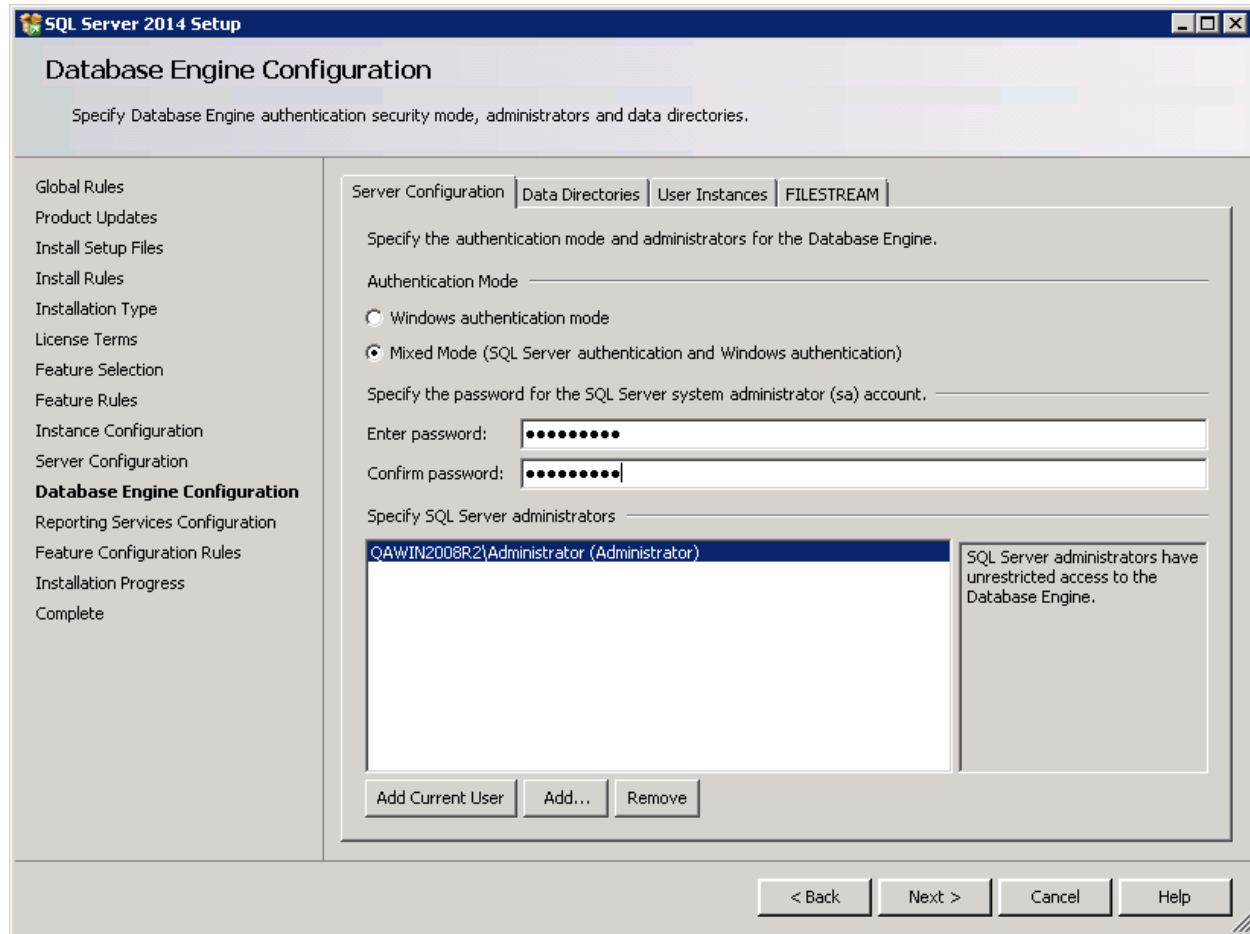 SQL Server 2014 Setup
Database Engine Configuration
Specify Database Engine authentication security mode, administrators and data directories.
Global Rules
Product Updates
Install Setup Files
Install Rules
Installation Type
License Terms
Feature Selection
Feature Rules
Instance Configuration
Server Configuration
Database Engine Configuration
Reporting Services Configuration
Feature Configuration Rules
Installation Progress
Complete
Server Configuration Data Directories User Instances FILESTREAM
Specify the authentication mode and administrators for the Database Engine.
Authentication Mode
Windows authentication mode
Mixed Mode (SQL Server authentication and Windows authentication)
Specify the password for the SQL Server system administrator (sa) account.
Enter password: ●●●●●●●●●
Confirm password: ●●●●●●●●●
Specify SQL Server administrators
QAWIN2008R2\Administrator (Administrator)
SQL Server administrators have
unrestricted access to the
Database Engine.
Add Current User Add... Remove
< Back Next > Cancel Help